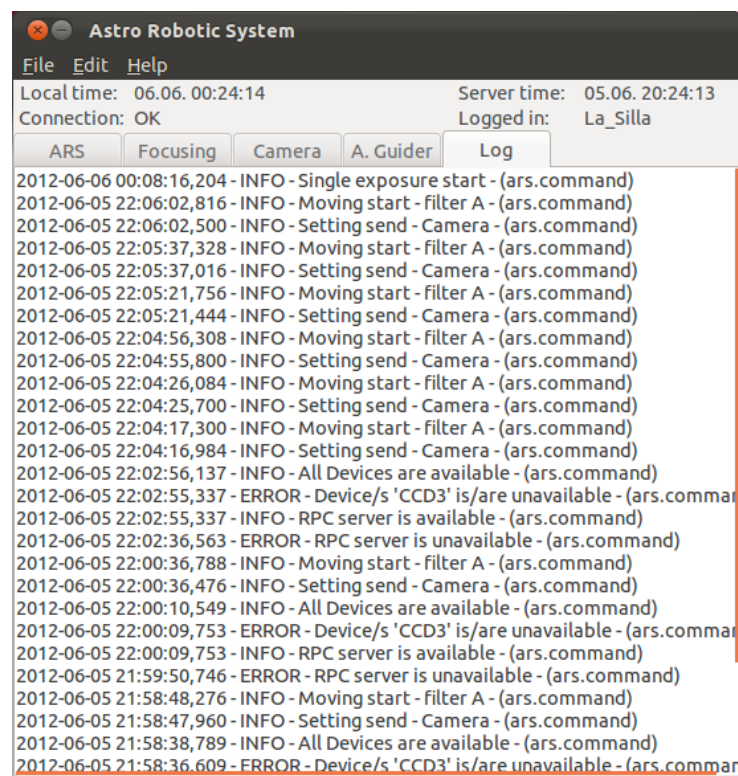 Astro Robotic System
File Edit Help
Local time: 06.06. 00:24:14 Server time: 05.06. 20:24:13
Connection: OK Logged in: La_Silla
ARS Focusing Camera A. Guider Log
2012-06-06 00:08:16,204 - INFO - Single exposure start - (ars.command)
2012-06-05 22:06:02,816 - INFO - Moving start - filter A - (ars.command)
2012-06-05 22:06:02,500 - INFO - Setting send - Camera - (ars.command)
2012-06-05 22:05:37,328 - INFO - Moving start - filter A - (ars.command)
2012-06-05 22:05:37,016 - INFO - Setting send - Camera - (ars.command)
2012-06-05 22:05:21,756 - INFO - Moving start - filter A - (ars.command)
2012-06-05 22:05:21,444 - INFO - Setting send - Camera - (ars.command)
2012-06-05 22:04:56,308 - INFO - Moving start - filter A - (ars.command)
2012-06-05 22:04:55,800 - INFO - Setting send - Camera - (ars.command)
2012-06-05 22:04:26,084 - INFO - Moving start - filter A - (ars.command)
2012-06-05 22:04:25,700 - INFO - Setting send - Camera - (ars.command)
2012-06-05 22:04:17,300 - INFO - Moving start - filter A - (ars.command)
2012-06-05 22:04:16,984 - INFO - Setting send - Camera - (ars.command)
2012-06-05 22:02:56,137 - INFO - All Devices are available - (ars.command)
2012-06-05 22:02:55,337 - ERROR - Device/s 'CCD3' is/are unavailable - (ars.commar
2012-06-05 22:02:55,337 - INFO - RPC server is available - (ars.command)
2012-06-05 22:02:36,563 - ERROR - RPC server is unavailable - (ars.command)
2012-06-05 22:00:36,788 - INFO - Moving start - filter A - (ars.command)
2012-06-05 22:00:36,476 - INFO - Setting send - Camera - (ars.command)
2012-06-05 22:00:10,549 - INFO - All Devices are available - (ars.command)
2012-06-05 22:00:09,753 - ERROR - Device/s 'CCD3' is/are unavailable - (ars.commar
2012-06-05 22:00:09,753 - INFO - RPC server is available - (ars.command)
2012-06-05 21:59:50,746 - ERROR - RPC server is unavailable - (ars.command)
2012-06-05 21:58:48,276 - INFO - Moving start - filter A - (ars.command)
2012-06-05 21:58:47,960 - INFO - Setting send - Camera - (ars.command)
2012-06-05 21:58:38,789 - INFO - All Devices are available - (ars.command)
2012-06-05 21:58:36,609 - ERROR - Device/s 'CCD3' is/are unavailable - (ars.commar